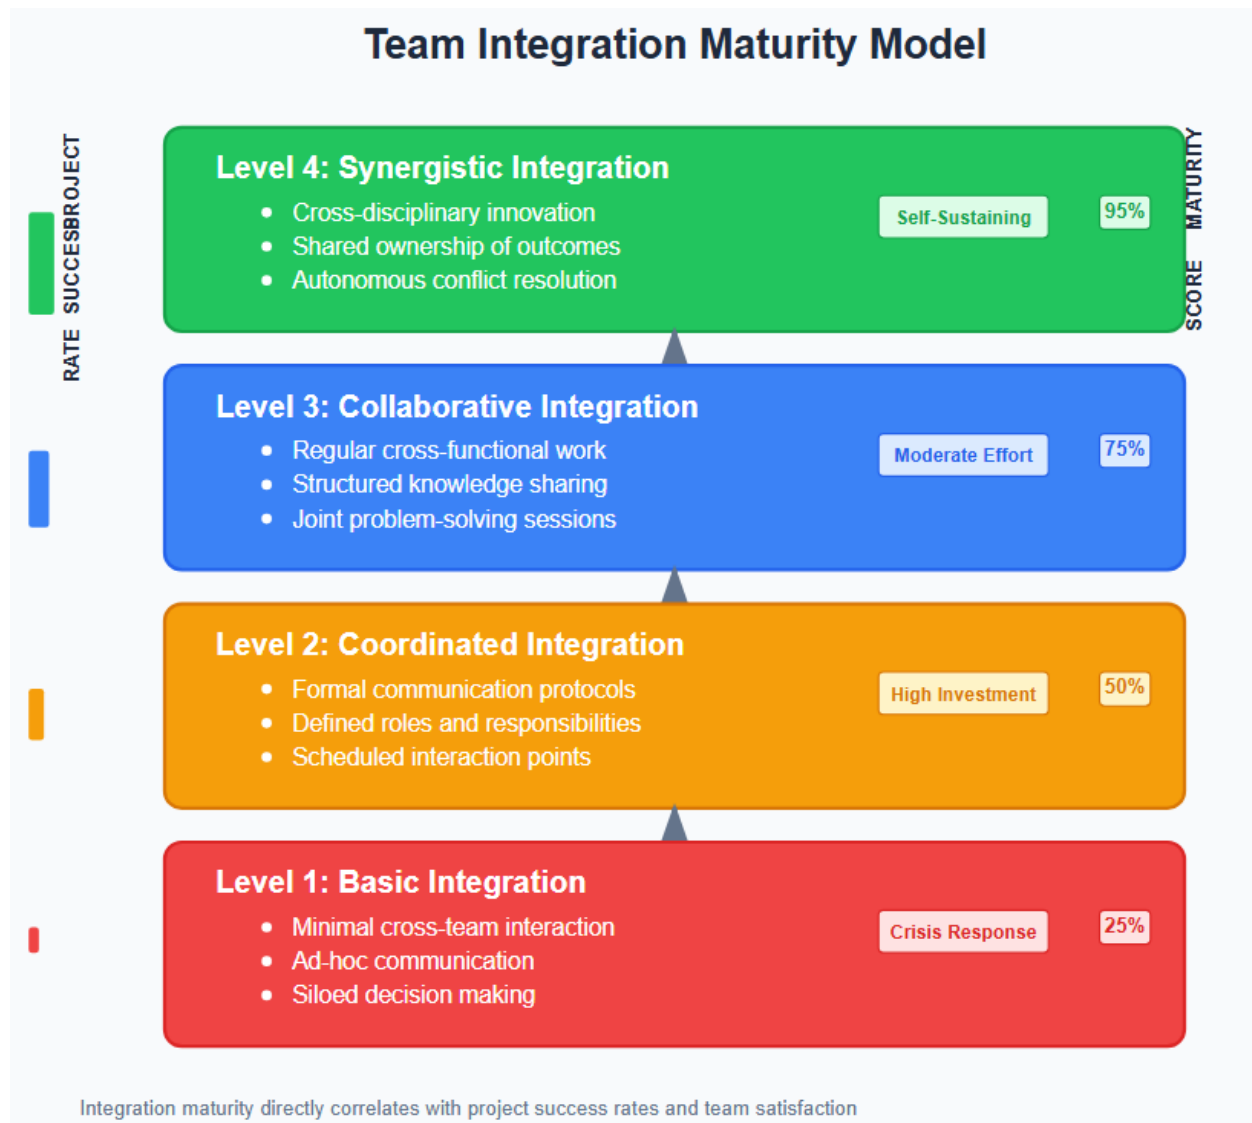 Team Integration Maturity Model
PROJECT
SUCCESS
RATE
MATURITY
SCORE
Level 4: Synergistic Integration
Cross-disciplinary innovation
Shared ownership of outcomes
Autonomous conflict resolution
Self-Sustaining
95%
Level 3: Collaborative Integration
Regular cross-functional work
Structured knowledge sharing
Joint problem-solving sessions
Moderate Effort
75%
Level 2: Coordinated Integration
Formal communication protocols
Defined roles and responsibilities
Scheduled interaction points
High Investment
50%
Level 1: Basic Integration
Minimal cross-team interaction
Ad-hoc communication
Siloed decision making
Crisis Response
25%
Integration maturity directly correlates with project success rates and team satisfaction